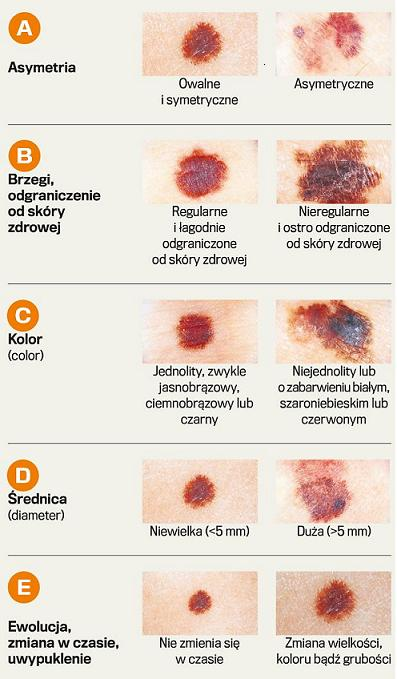 A
Asymetria
Owalne
i symetryczne
Asymetryczne
B
Brzegi,
odgraniczenie
od skóry
zdrowej
Regularne
i łagodnie
odgraniczone
od skóry zdrowej
Nieregularne
i ostro odgraniczone
od skóry zdrowej
C
Kolor
(color)
Jednolity, zwykle
jasnobrązowy,
ciemnobrązowy lub
czarny
Niejednolity lub
o zabarwieniu białym,
szaroniebieskim lub
czerwonym
D
Średnica
(diameter)
Niewielka (<5 mm)
Duża (>5 mm)
E
Ewolucja,
zmiana w czasie,
uwypuklenie
Nie zmienia się
w czasie
Zmiana wielkości,
koloru bądź grubości